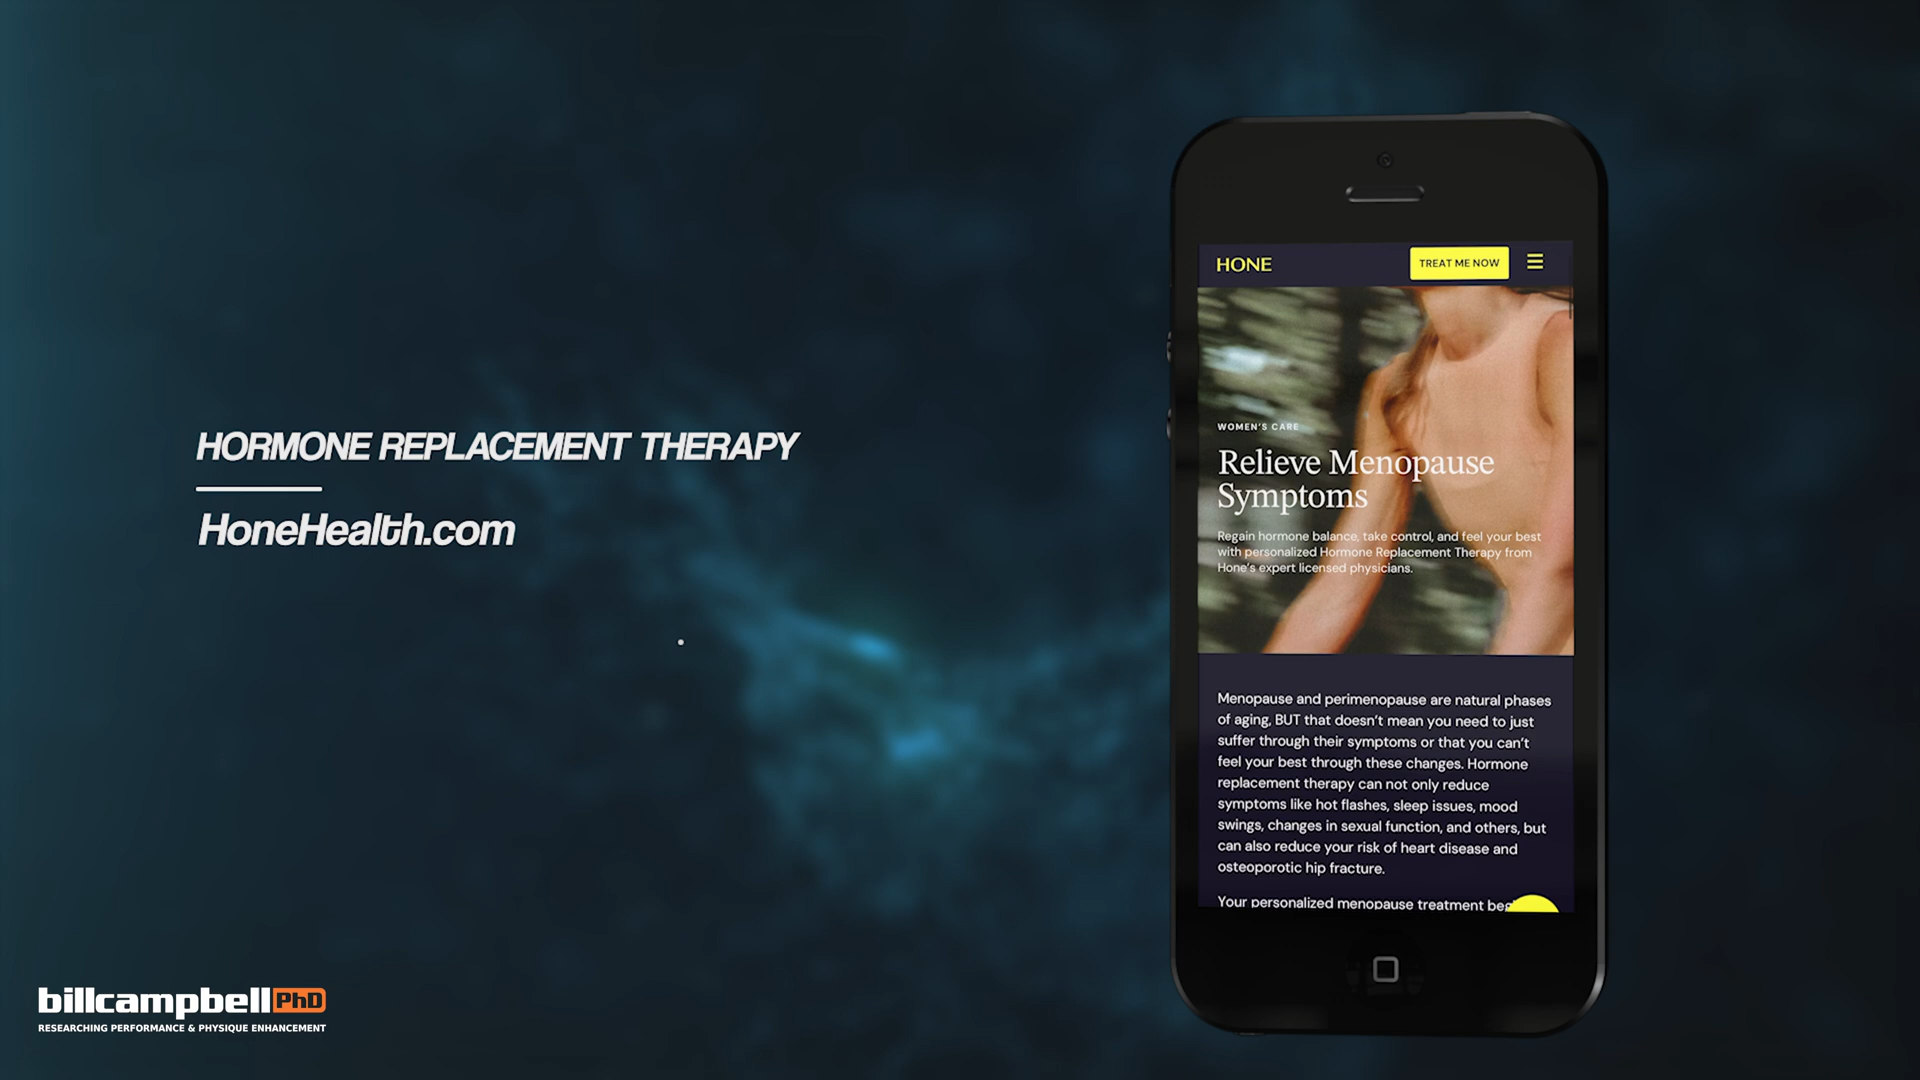 HORMONE REPLACEMENT THERAPY
HoneHealth.com
billcampbell PhD
RESEARCHING PERFORMANCE & PHYSIQUE ENHANCEMENT
HONE
TREAT ME NOW
WOMEN'S CARE
Relieve Menopause
Symptoms
Regain hormone balance, take control, and feel your best
with personalized Hormone Replacement Therapy from
Hone's expert licensed physicians.
Menopause and perimenopause are natural phases
of aging, BUT that doesn't mean you need to just
suffer through their symptoms or that you can't
feel your best through these changes. Hormone
replacement therapy can not only reduce
symptoms like hot flashes, sleep issues, mood
swings, changes in sexual function, and others, but
can also reduce your risk of heart disease and
osteoporotic hip fracture.
Your personalized menopause treatment